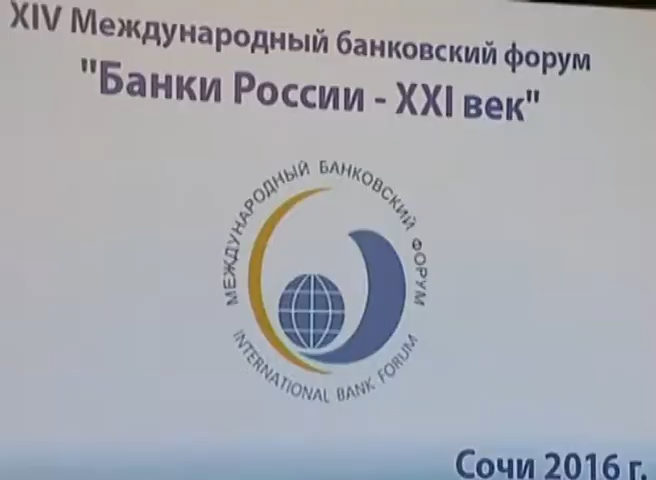 XIV Международный банковский форум
"Банки России - XXI век"
МЕЖДУНАРОДНЫЙ БАНКОВСКИЙ ФОРУМ
INTERNATIONAL BANK FORUM
Сочи 2016 г.